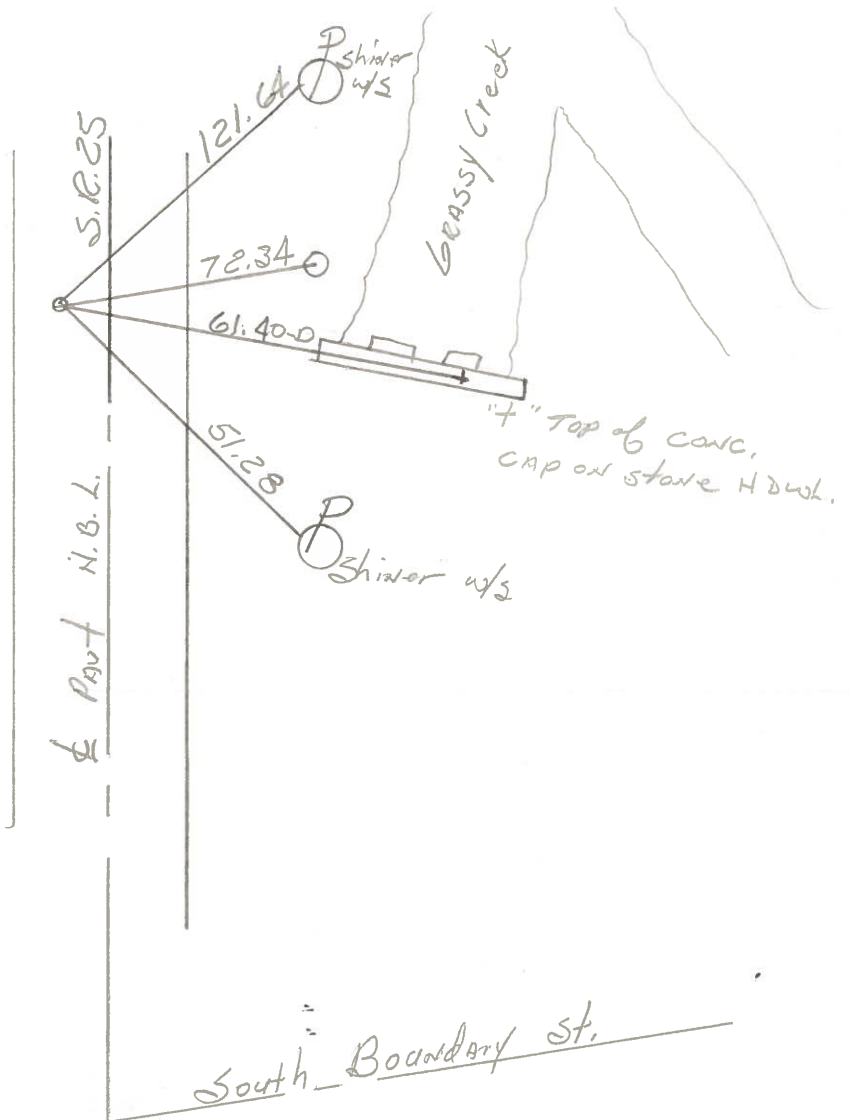 P
shiner
w/s
GRASSY Creek
S.R.25
121.64
72.34
61.40-D
51.28
"+" TOP of CONC.
CAP ON stone HDWL.
P
shiner w/s
℄ PAVt N.B.L.
South Boundary St.